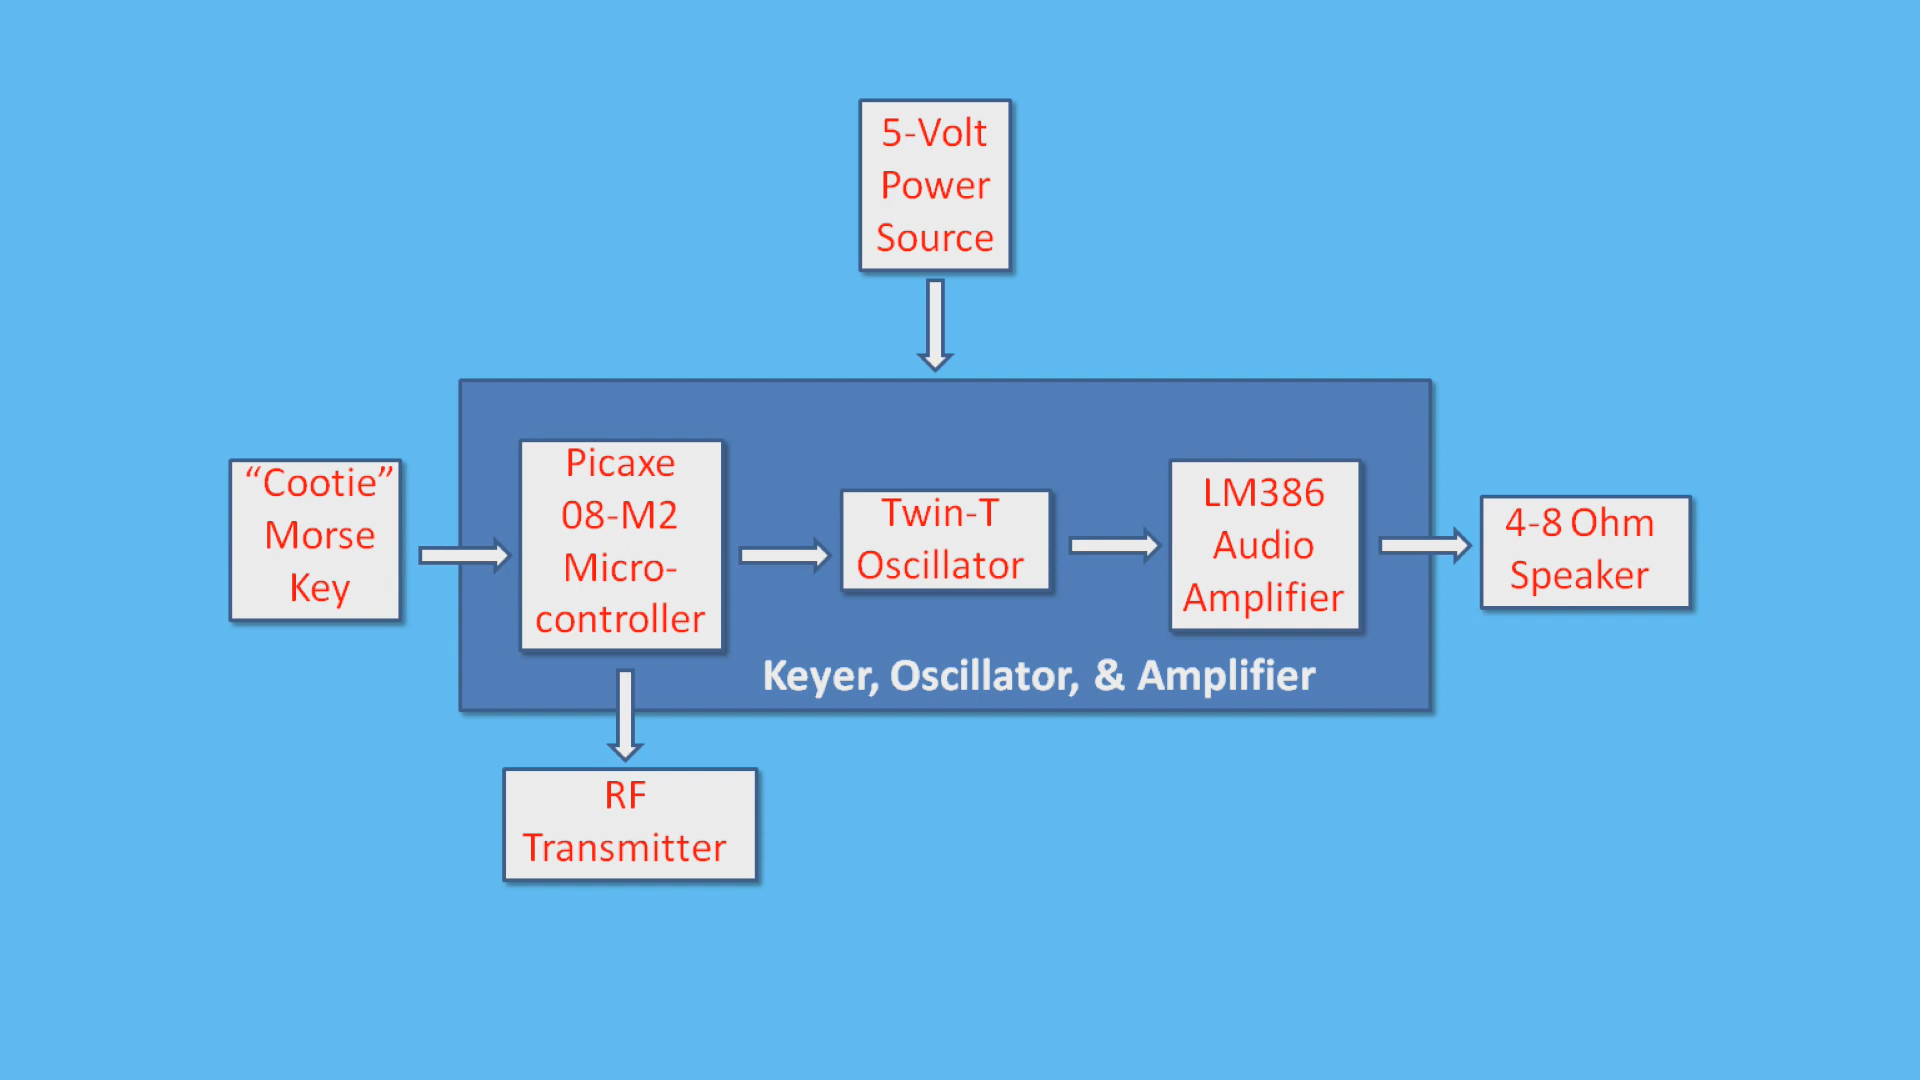 5-Volt
Power
Source
“Cootie”
Morse
Key
Picaxe
08-M2
Micro-
controller
Twin-T
Oscillator
LM386
Audio
Amplifier
4-8 Ohm
Speaker
Keyer, Oscillator, & Amplifier
RF
Transmitter